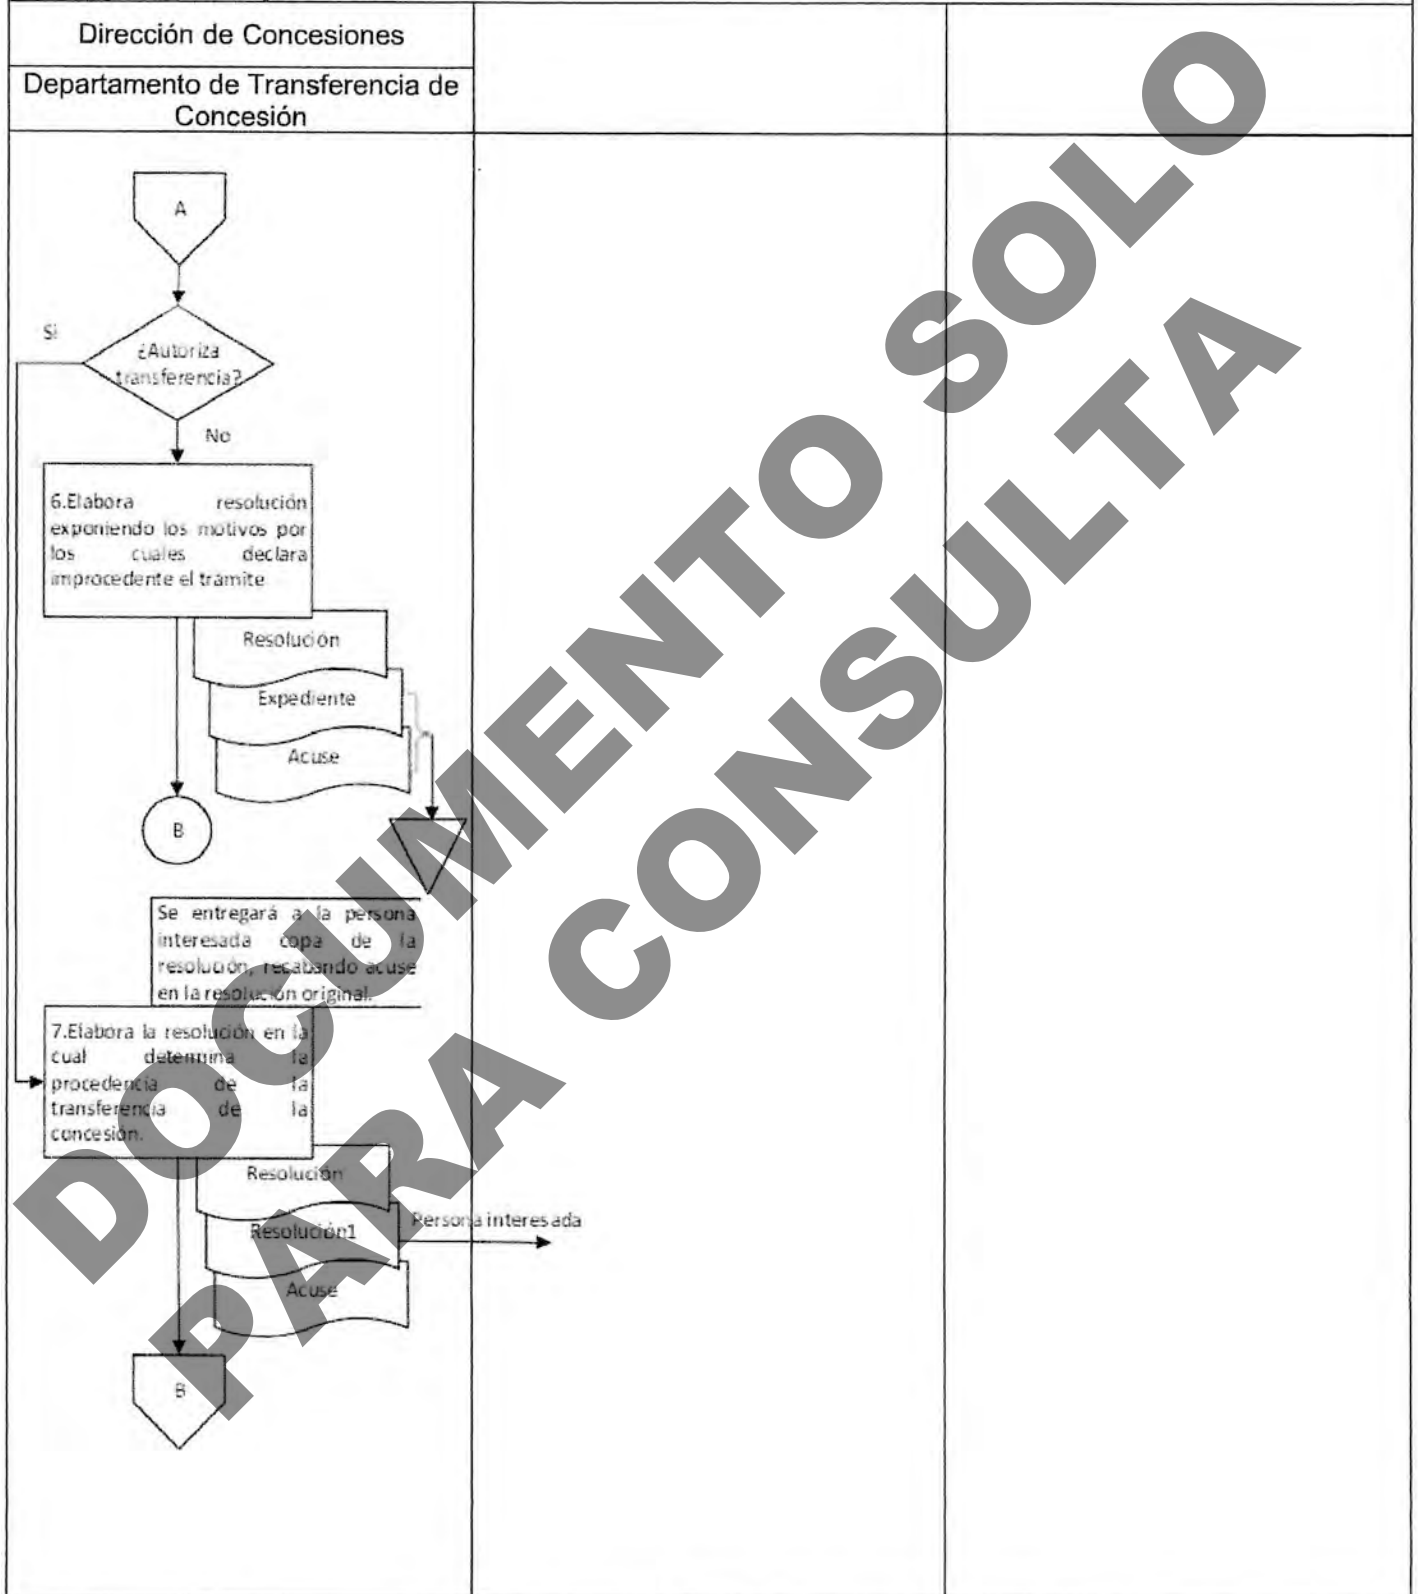 Dirección de Concesiones
Departamento de Transferencia de
Concesión
A
Si
¿Autoriza
transferencia?
No
6.Elabora resolución
exponiendo los motivos por
los cuales declara
improcedente el trámite
Resolución
Expediente
Acuse
B
Se entregará a la persona
interesada copa de la
resolución, recabando acuse
en la resolución original.
7.Elabora la resolución en la
cual determina la
procedencia de la
transferencia de la
concesión.
Resolución
Resolución1
Persona interesada
Acuse
B
DOCUMENTO SOLO
PARA CONSULTA